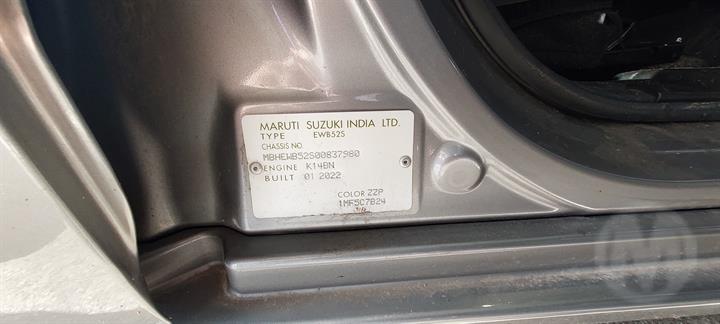 MARUTI SUZUKI INDIA LTD.
TYPE EWB52S
CHASSIS NO.
MBHEWB52S00837980
ENGINE K14BN
BUILT 01 2022
COLOR ZZP
1MF5C7B24